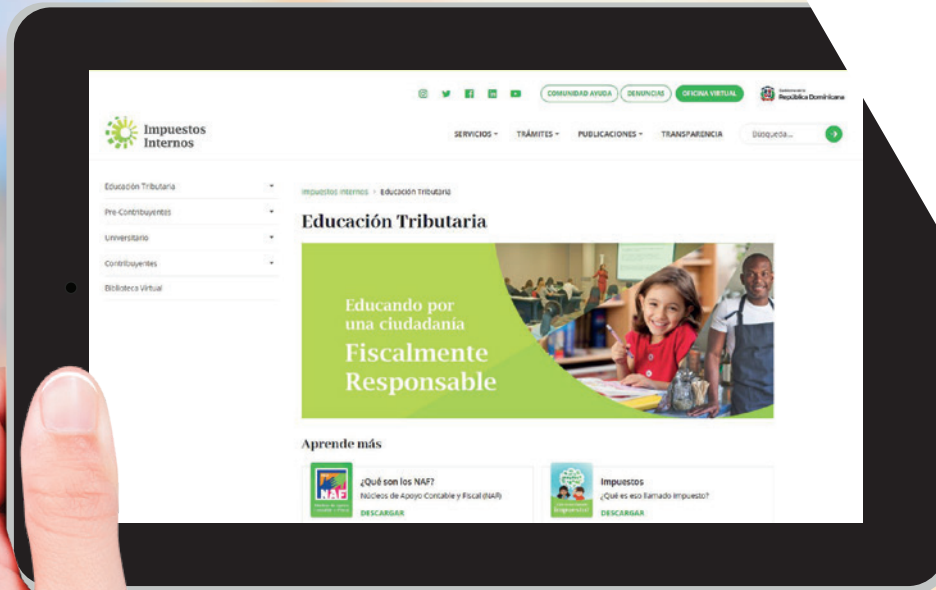 COMUNIDAD AYUDA
DENUNCIAS
OFICINA VIRTUAL
República Dominicana
Impuestos
Internos
SERVICIOS
TRÁMITES
PUBLICACIONES
TRANSPARENCIA
Búsqueda...
Educación Tributaria
Pre-Contribuyentes
Universitario
Contribuyentes
Biblioteca Virtual
Impuestos Internos > Educación Tributaria
Educación Tributaria
Educando por
una ciudadanía
Fiscalmente
Responsable
Aprende más
NAF
¿Qué son los NAF?
Núcleos de Apoyo Contable y Fiscal (NAF)
DESCARGAR
Impuestos
¿Qué es eso llamado impuesto?
DESCARGAR